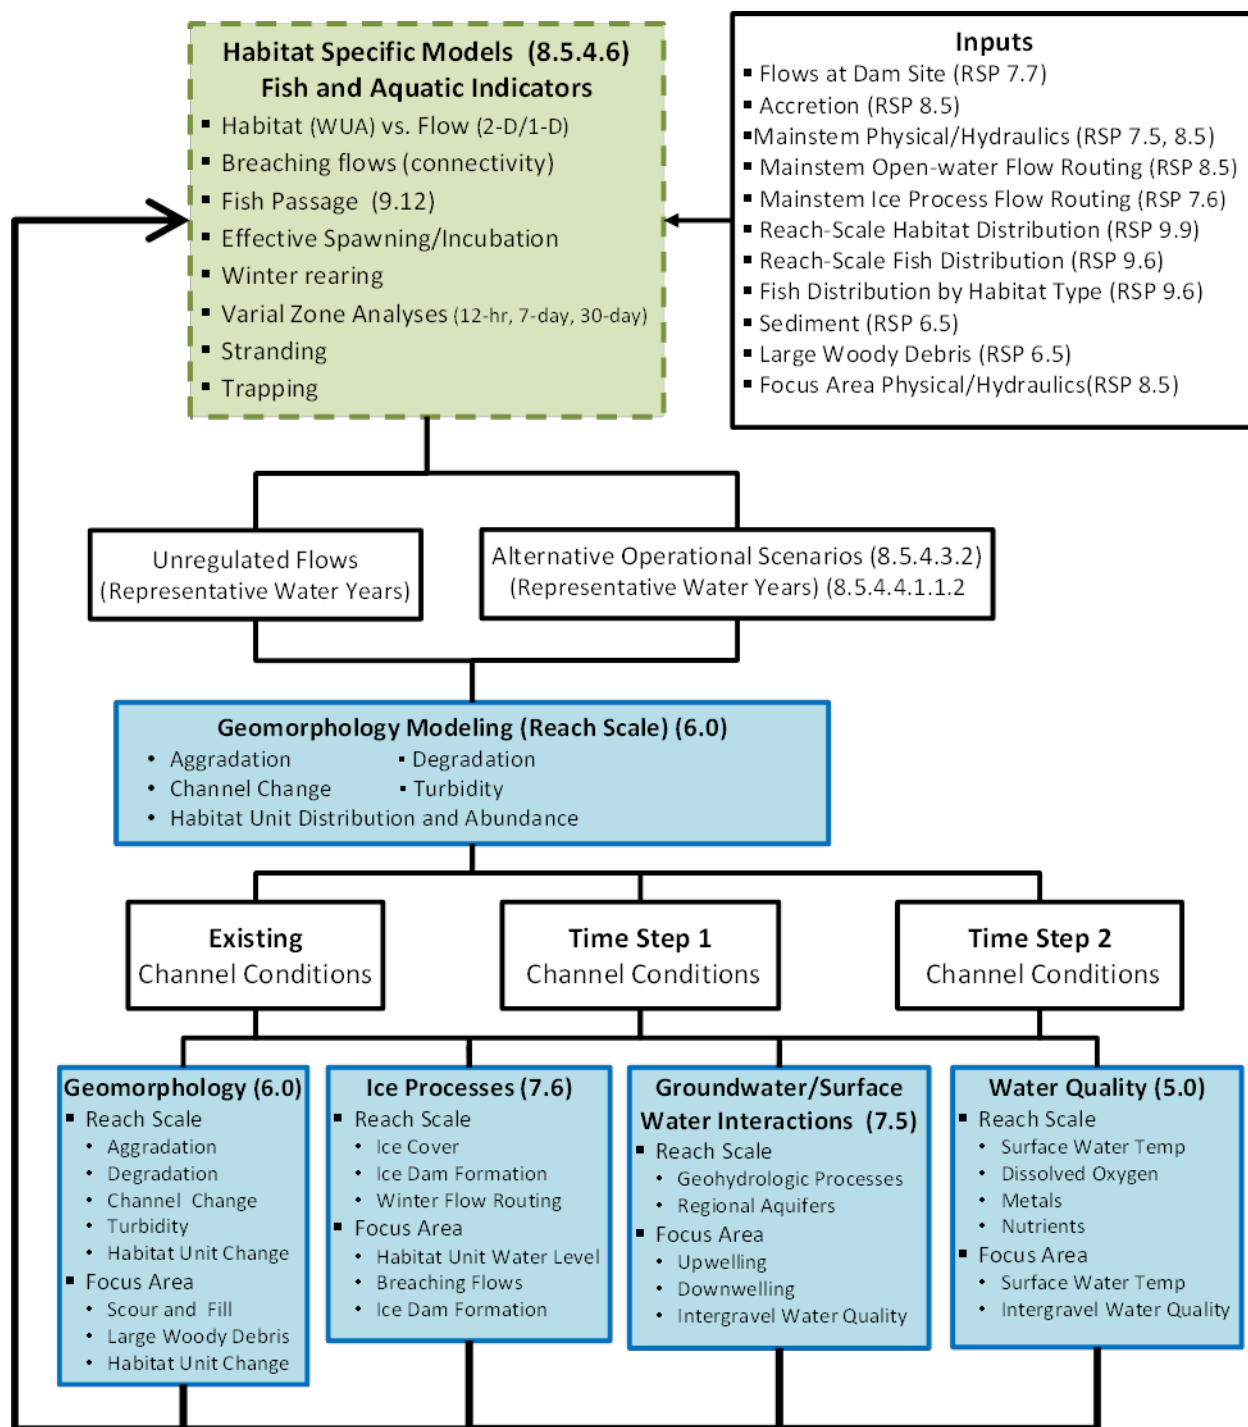 Habitat Specific Models (8.5.4.6)
Fish and Aquatic Indicators
▪ Habitat (WUA) vs. Flow (2-D/1-D)
▪ Breaching flows (connectivity)
▪ Fish Passage (9.12)
▪ Effective Spawning/Incubation
▪ Winter rearing
▪ Varial Zone Analyses (12-hr, 7-day, 30-day)
▪ Stranding
▪ Trapping
Inputs
▪ Flows at Dam Site (RSP 7.7)
▪ Accretion (RSP 8.5)
▪ Mainstem Physical/Hydraulics (RSP 7.5, 8.5)
▪ Mainstem Open-water Flow Routing (RSP 8.5)
▪ Mainstem Ice Process Flow Routing (RSP 7.6)
▪ Reach-Scale Habitat Distribution (RSP 9.9)
▪ Reach-Scale Fish Distribution (RSP 9.6)
▪ Fish Distribution by Habitat Type (RSP 9.6)
▪ Sediment (RSP 6.5)
▪ Large Woody Debris (RSP 6.5)
▪ Focus Area Physical/Hydraulics(RSP 8.5)
Unregulated Flows
(Representative Water Years)
Alternative Operational Scenarios (8.5.4.3.2)
(Representative Water Years) (8.5.4.4.1.1.2
Geomorphology Modeling (Reach Scale) (6.0)
• Aggradation ▪ Degradation
• Channel Change ▪ Turbidity
• Habitat Unit Distribution and Abundance
Existing
Channel Conditions
Time Step 1
Channel Conditions
Time Step 2
Channel Conditions
Geomorphology (6.0)
▪ Reach Scale
• Aggradation
• Degradation
• Channel Change
• Turbidity
• Habitat Unit Change
▪ Focus Area
• Scour and Fill
• Large Woody Debris
• Habitat Unit Change
Ice Processes (7.6)
▪ Reach Scale
• Ice Cover
• Ice Dam Formation
• Winter Flow Routing
▪ Focus Area
• Habitat Unit Water Level
• Breaching Flows
• Ice Dam Formation
Groundwater/Surface
Water Interactions (7.5)
▪ Reach Scale
• Geohydrologic Processes
• Regional Aquifers
▪ Focus Area
• Upwelling
• Downwelling
• Intergravel Water Quality
Water Quality (5.0)
▪ Reach Scale
• Surface Water Temp
• Dissolved Oxygen
• Metals
• Nutrients
▪ Focus Area
• Surface Water Temp
• Intergravel Water Quality